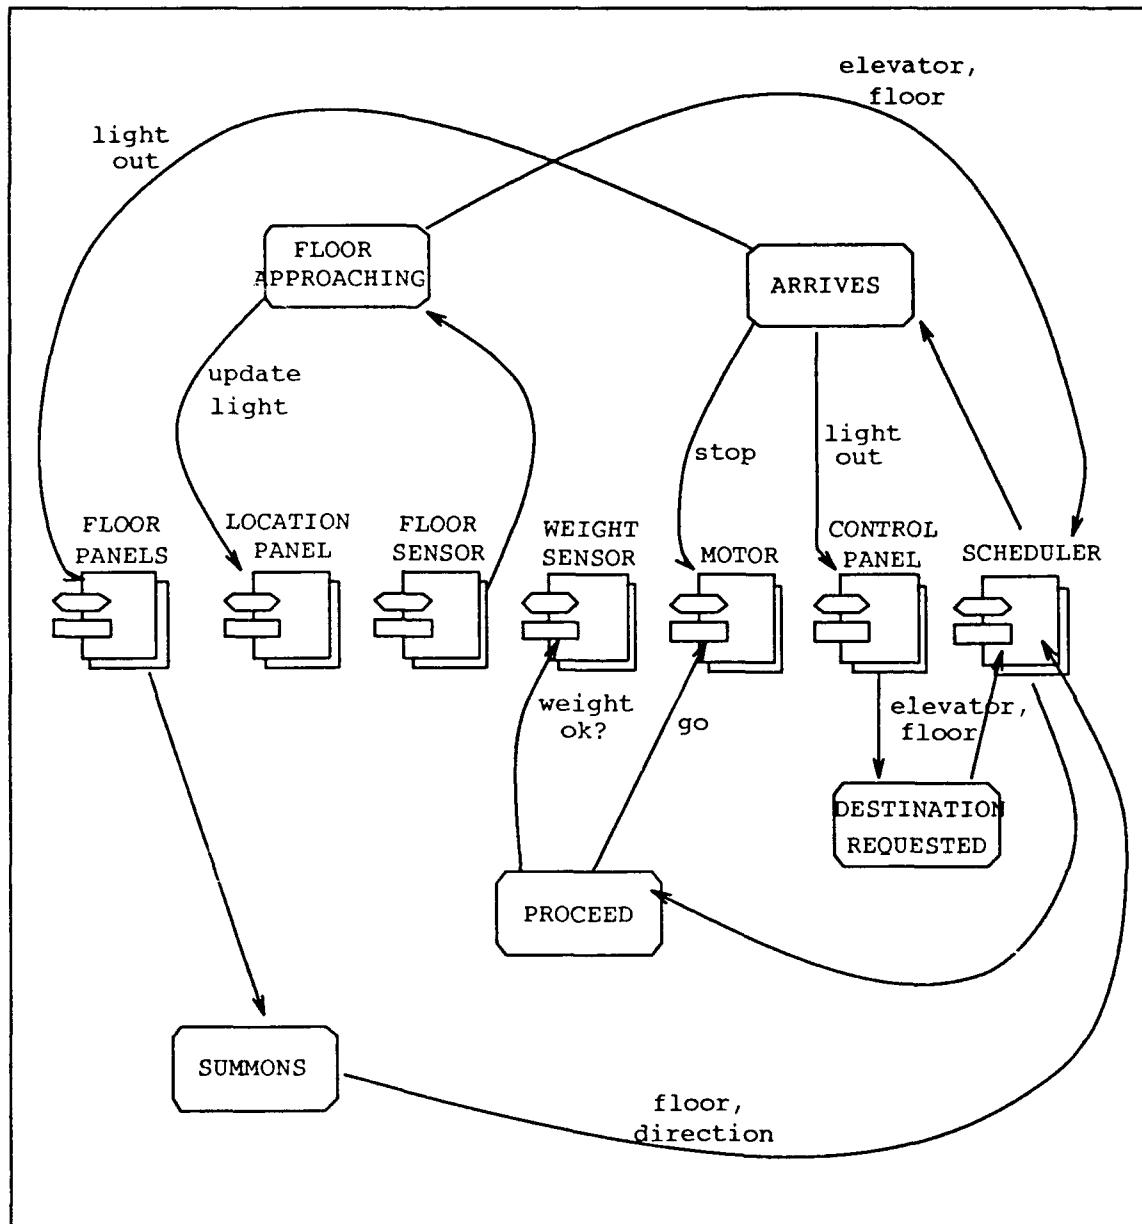 elevator,
floor
light
out
FLOOR
APPROACHING
ARRIVES
update
light
stop
light
out
FLOOR
PANELS
LOCATION
PANEL
FLOOR
SENSOR
WEIGHT
SENSOR
MOTOR
CONTROL
PANEL
SCHEDULER
weight
ok?
go
elevator,
floor
DESTINATION
REQUESTED
PROCEED
SUMMONS
floor,
direction